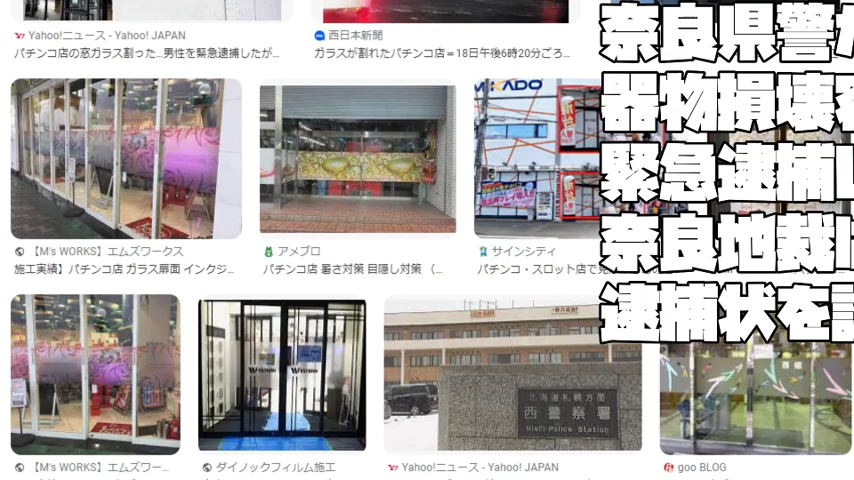 Yahoo!ニュース - Yahoo! JAPAN
パチンコ店の窓ガラス割った...男性を緊急逮捕したが...
西日本新聞
ガラスが割れたパチンコ店＝18日午後6時20分ごろ...
奈良県警が
器物損壊
緊急逮捕
奈良地裁
逮捕状を
MIKADO
【M's WORKS】エムズワークス
施工実績】パチンコ店 ガラス扉面 インクジ...
アメブロ
パチンコ店 暑さ対策 目隠し対策 （...
サインシティ
パチンコ・スロット店で
WISTRON
北海道札幌方面
西警察署
Nishi Police Station
【M's WORKS】エムズワー...
ダイノックフィルム施工
Yahoo!ニュース - Yahoo! JAPAN
goo BLOG